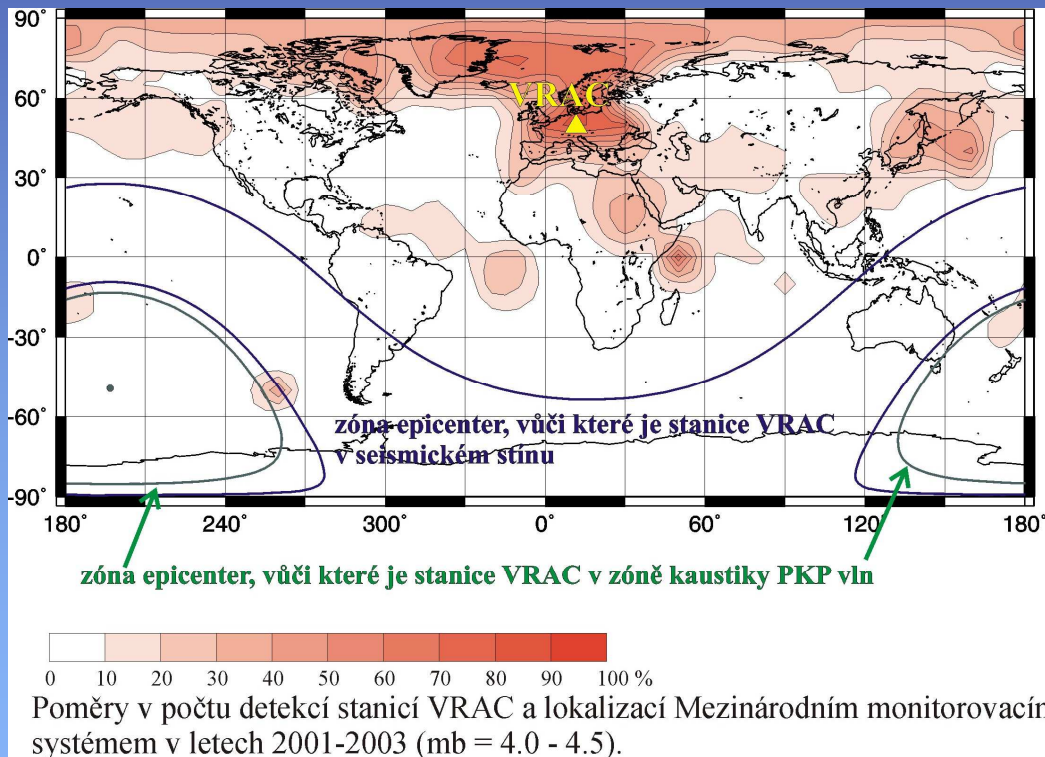 90°
60°
30°
0°
-30°
-60°
-90°
VRAC
zóna epicenter, vůči které je stanice VRAC
v seismickém stínu
180° 240° 300° 0° 60° 120° 180°
zóna epicenter, vůči které je stanice VRAC v zóně kaustiky PKP vln
0 10 20 30 40 50 60 70 80 90 100 %
Poměry v počtu detekcí stanicí VRAC a lokalizací Mezinárodním monitorovacím
systémem v letech 2001-2003 (mb = 4.0 - 4.5).